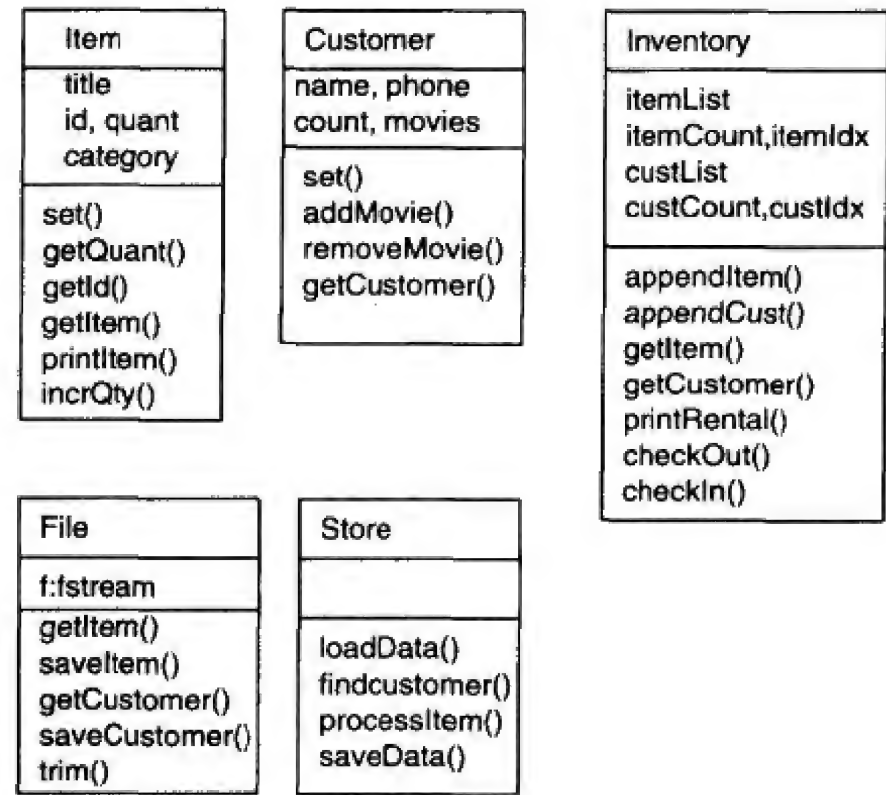 Item
title
id, quant
category
set()
getQuant()
getId()
getItem()
printItem()
incrQty()
Customer
name, phone
count, movies
set()
addMovie()
removeMovie()
getCustomer()
Inventory
itemList
itemCount,itemIdx
custList
custCount,custIdx
appendItem()
appendCust()
getItem()
getCustomer()
printRental()
checkOut()
checkIn()
File
f:fstream
getItem()
saveItem()
getCustomer()
saveCustomer()
trim()
Store
loadData()
findcustomer()
processItem()
saveData()